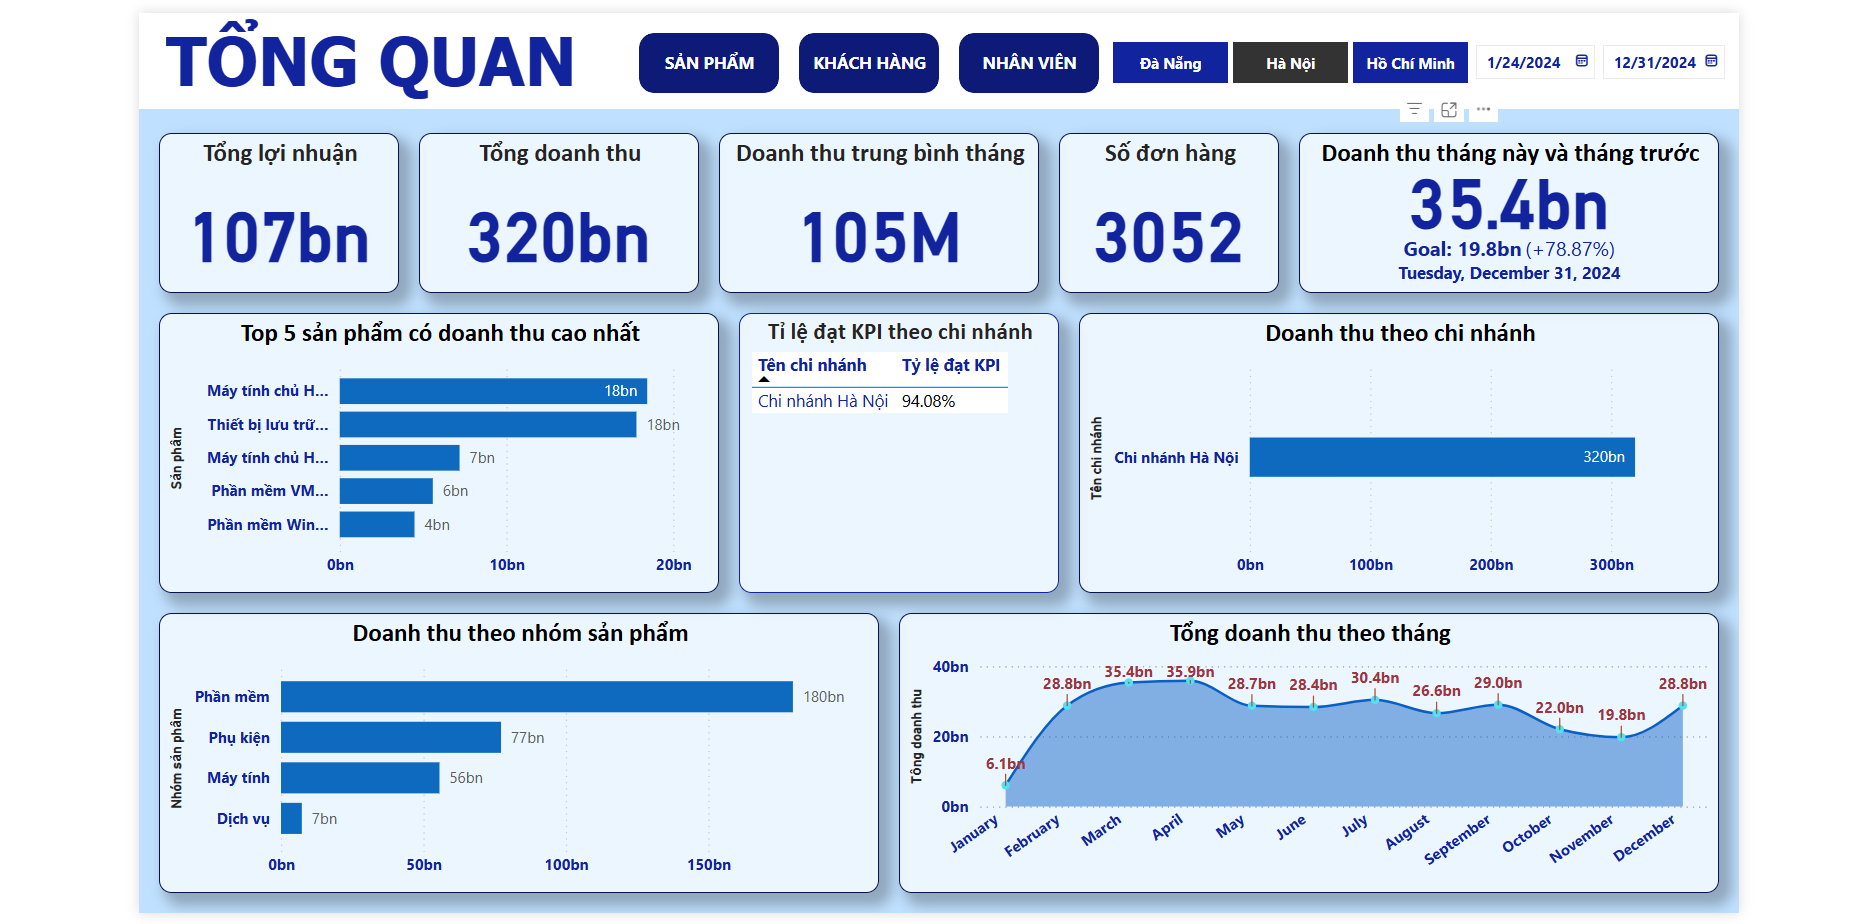 TỔNG QUAN
SẢN PHẨM
KHÁCH HÀNG
NHÂN VIÊN
Đà Nẵng
Hà Nội
Hồ Chí Minh
1/24/2024
12/31/2024
Tổng lợi nhuận
107bn
Tổng doanh thu
320bn
Doanh thu trung bình tháng
105M
Số đơn hàng
3052
Doanh thu tháng này và tháng trước
35.4bn
Goal: 19.8bn (+78.87%)
Tuesday, December 31, 2024
Top 5 sản phẩm có doanh thu cao nhất
Sản phẩm
Máy tính chủ H...
18bn
Thiết bị lưu trữ...
18bn
Máy tính chủ H...
7bn
Phần mềm VM...
6bn
Phần mềm Win...
4bn
0bn
10bn
20bn
Tỉ lệ đạt KPI theo chi nhánh
Tên chi nhánh
Tỷ lệ đạt KPI
Chi nhánh Hà Nội
94.08%
Doanh thu theo chi nhánh
Tên chi nhánh
Chi nhánh Hà Nội
320bn
0bn
100bn
200bn
300bn
Doanh thu theo nhóm sản phẩm
Nhóm sản phẩm
Phần mềm
180bn
Phụ kiện
77bn
Máy tính
56bn
Dịch vụ
7bn
0bn
50bn
100bn
150bn
Tổng doanh thu theo tháng
Tổng doanh thu
40bn
20bn
0bn
6.1bn
28.8bn
35.4bn
35.9bn
28.7bn
28.4bn
30.4bn
26.6bn
29.0bn
22.0bn
19.8bn
28.8bn
January
February
March
April
May
June
July
August
September
October
November
December